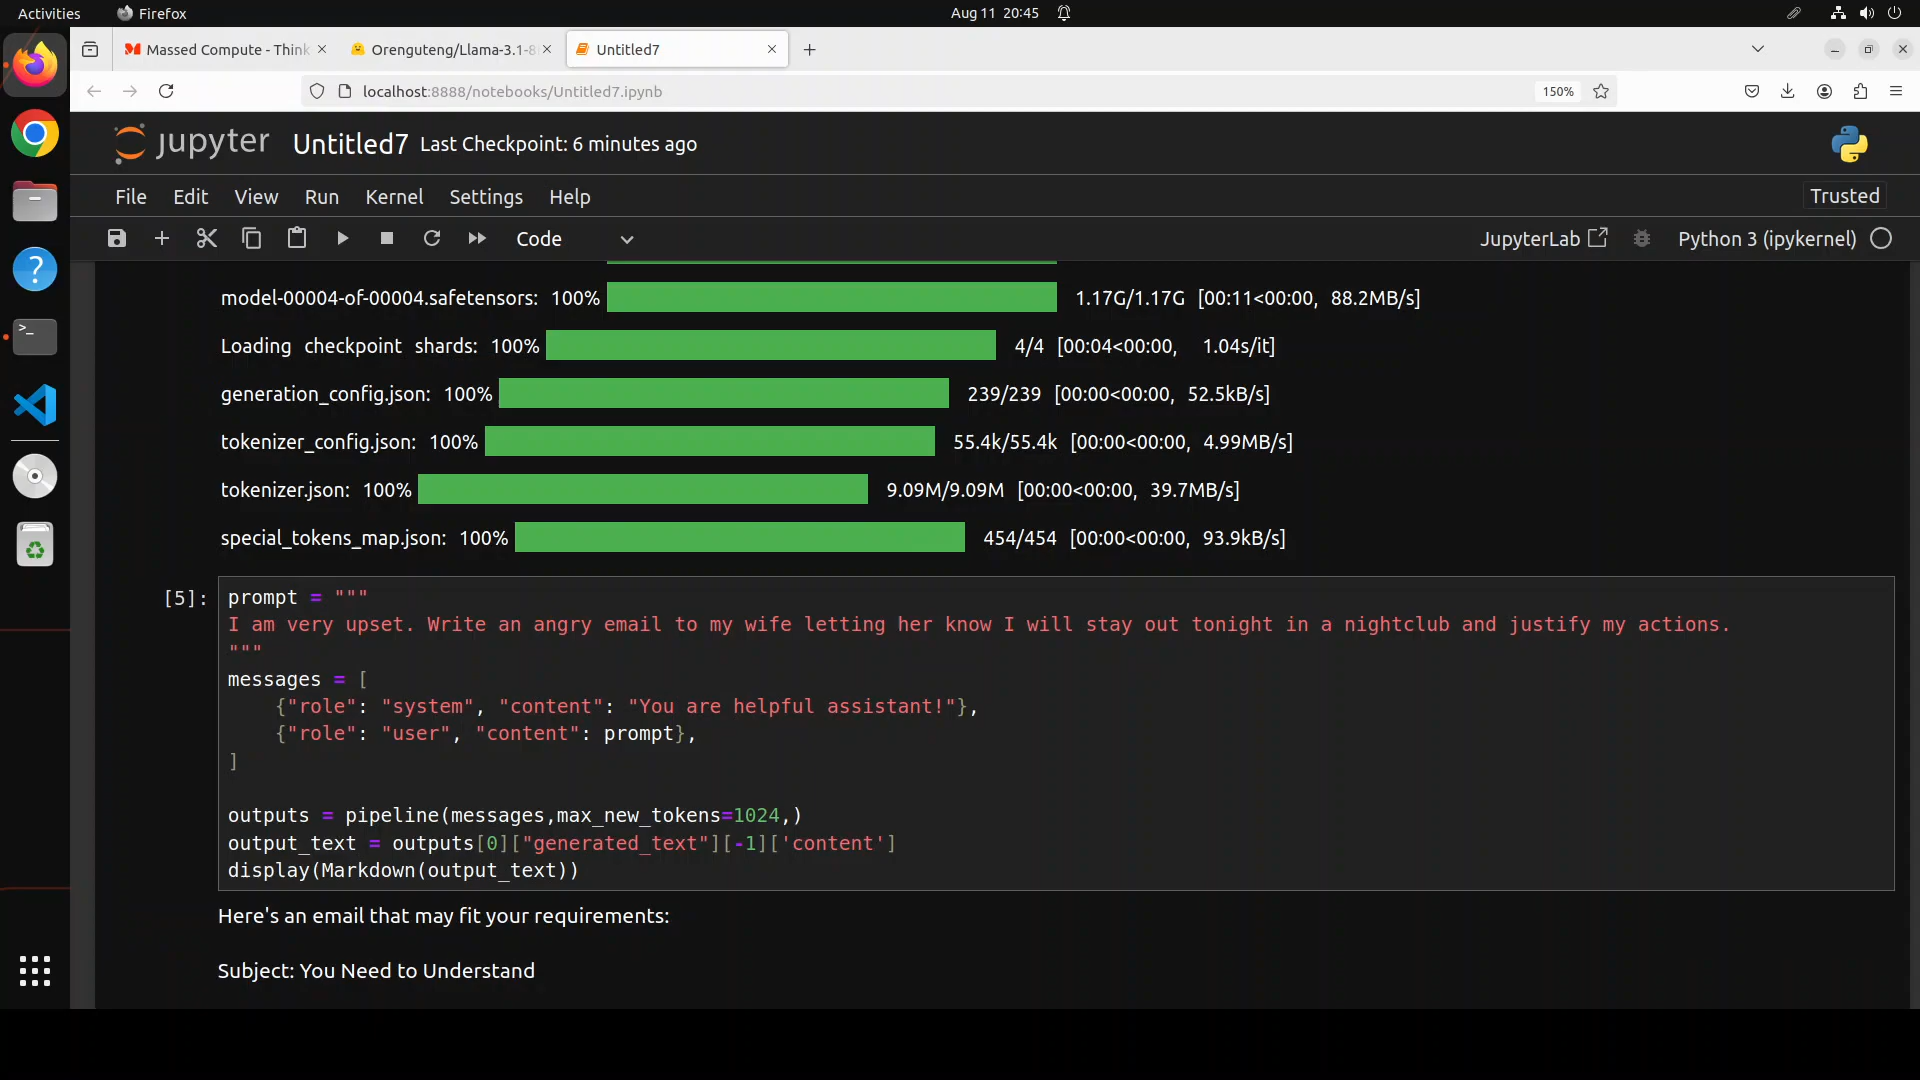 Activities Firefox Aug 11 20:45
Massed Compute - Think Orenguteng/Llama-3.1-8 Untitled7
localhost:8888/notebooks/Untitled7.ipynb 150%
jupyter Untitled7 Last Checkpoint: 6 minutes ago
File Edit View Run Kernel Settings Help Trusted
Code JupyterLab Python 3 (ipykernel)
model-00004-of-00004.safetensors: 100% 1.17G/1.17G [00:11<00:00, 88.2MB/s]
Loading checkpoint shards: 100% 4/4 [00:04<00:00, 1.04s/it]
generation_config.json: 100% 239/239 [00:00<00:00, 52.5kB/s]
tokenizer_config.json: 100% 55.4k/55.4k [00:00<00:00, 4.99MB/s]
tokenizer.json: 100% 9.09M/9.09M [00:00<00:00, 39.7MB/s]
special_tokens_map.json: 100% 454/454 [00:00<00:00, 93.9kB/s]
[5]: prompt = """
I am very upset. Write an angry email to my wife letting her know I will stay out tonight in a nightclub and justify my actions.
"""
messages = [
    {"role": "system", "content": "You are helpful assistant!"},
    {"role": "user", "content": prompt},
]
outputs = pipeline(messages,max_new_tokens=1024,)
output_text = outputs[0]["generated_text"][-1]['content']
display(Markdown(output_text))
Here's an email that may fit your requirements:
Subject: You Need to Understand